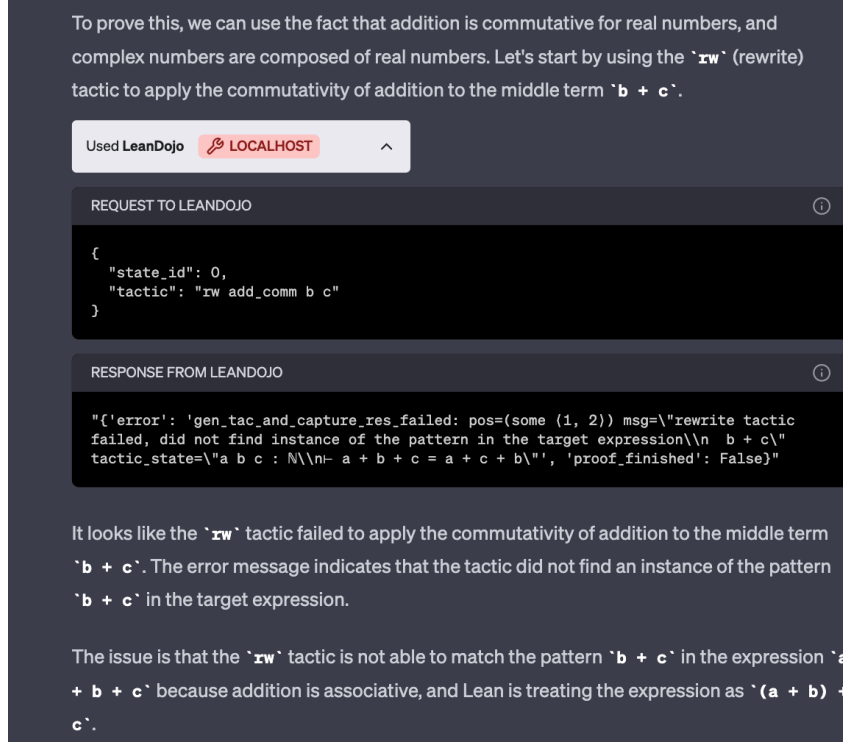 To prove this, we can use the fact that addition is commutative for real numbers, and
complex numbers are composed of real numbers. Let's start by using the `rw` (rewrite)
tactic to apply the commutativity of addition to the middle term `b + c`.
Used LeanDojo LOCALHOST
REQUEST TO LEANDOJO
{
  "state_id": 0,
  "tactic": "rw add_comm b c"
}
RESPONSE FROM LEANDOJO
"{'error': 'gen_tac_and_capture_res_failed: pos=(some ⟨1, 2⟩) msg=\"rewrite tactic
failed, did not find instance of the pattern in the target expression\\n  b + c\"
tactic_state=\"a b c : ℕ\\n⊢ a + b + c = a + c + b\"', 'proof_finished': False}"
It looks like the `rw` tactic failed to apply the commutativity of addition to the middle term
`b + c`. The error message indicates that the tactic did not find an instance of the pattern
`b + c` in the target expression.
The issue is that the `rw` tactic is not able to match the pattern `b + c` in the expression `a
+ b + c` because addition is associative, and Lean is treating the expression as `(a + b) +
c`.